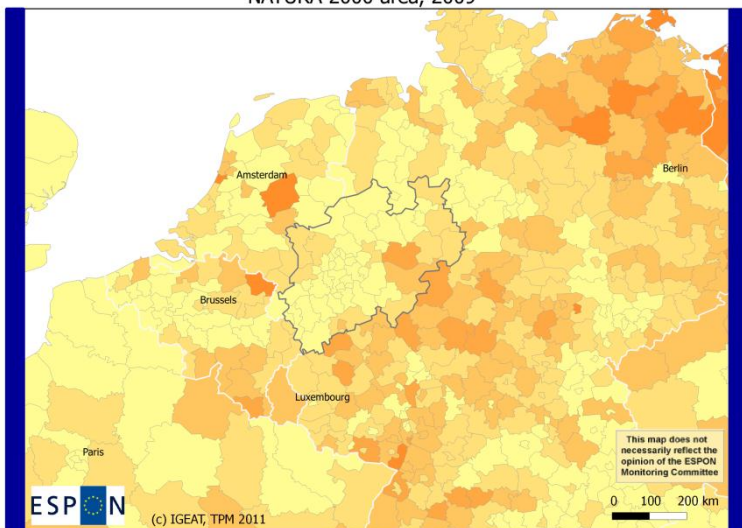 NATURA 2000 area, 2009
Amsterdam
Berlin
Brussels
Luxembourg
Paris
This map does not
necessarily reflect the
opinion of the ESPON
Monitoring Committee
ESPON
(c) IGEAT, TPM 2011
0 100 200 km